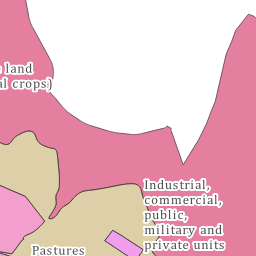 land
al crops)
Industrial,
commercial,
public,
military and
private units
Pastures